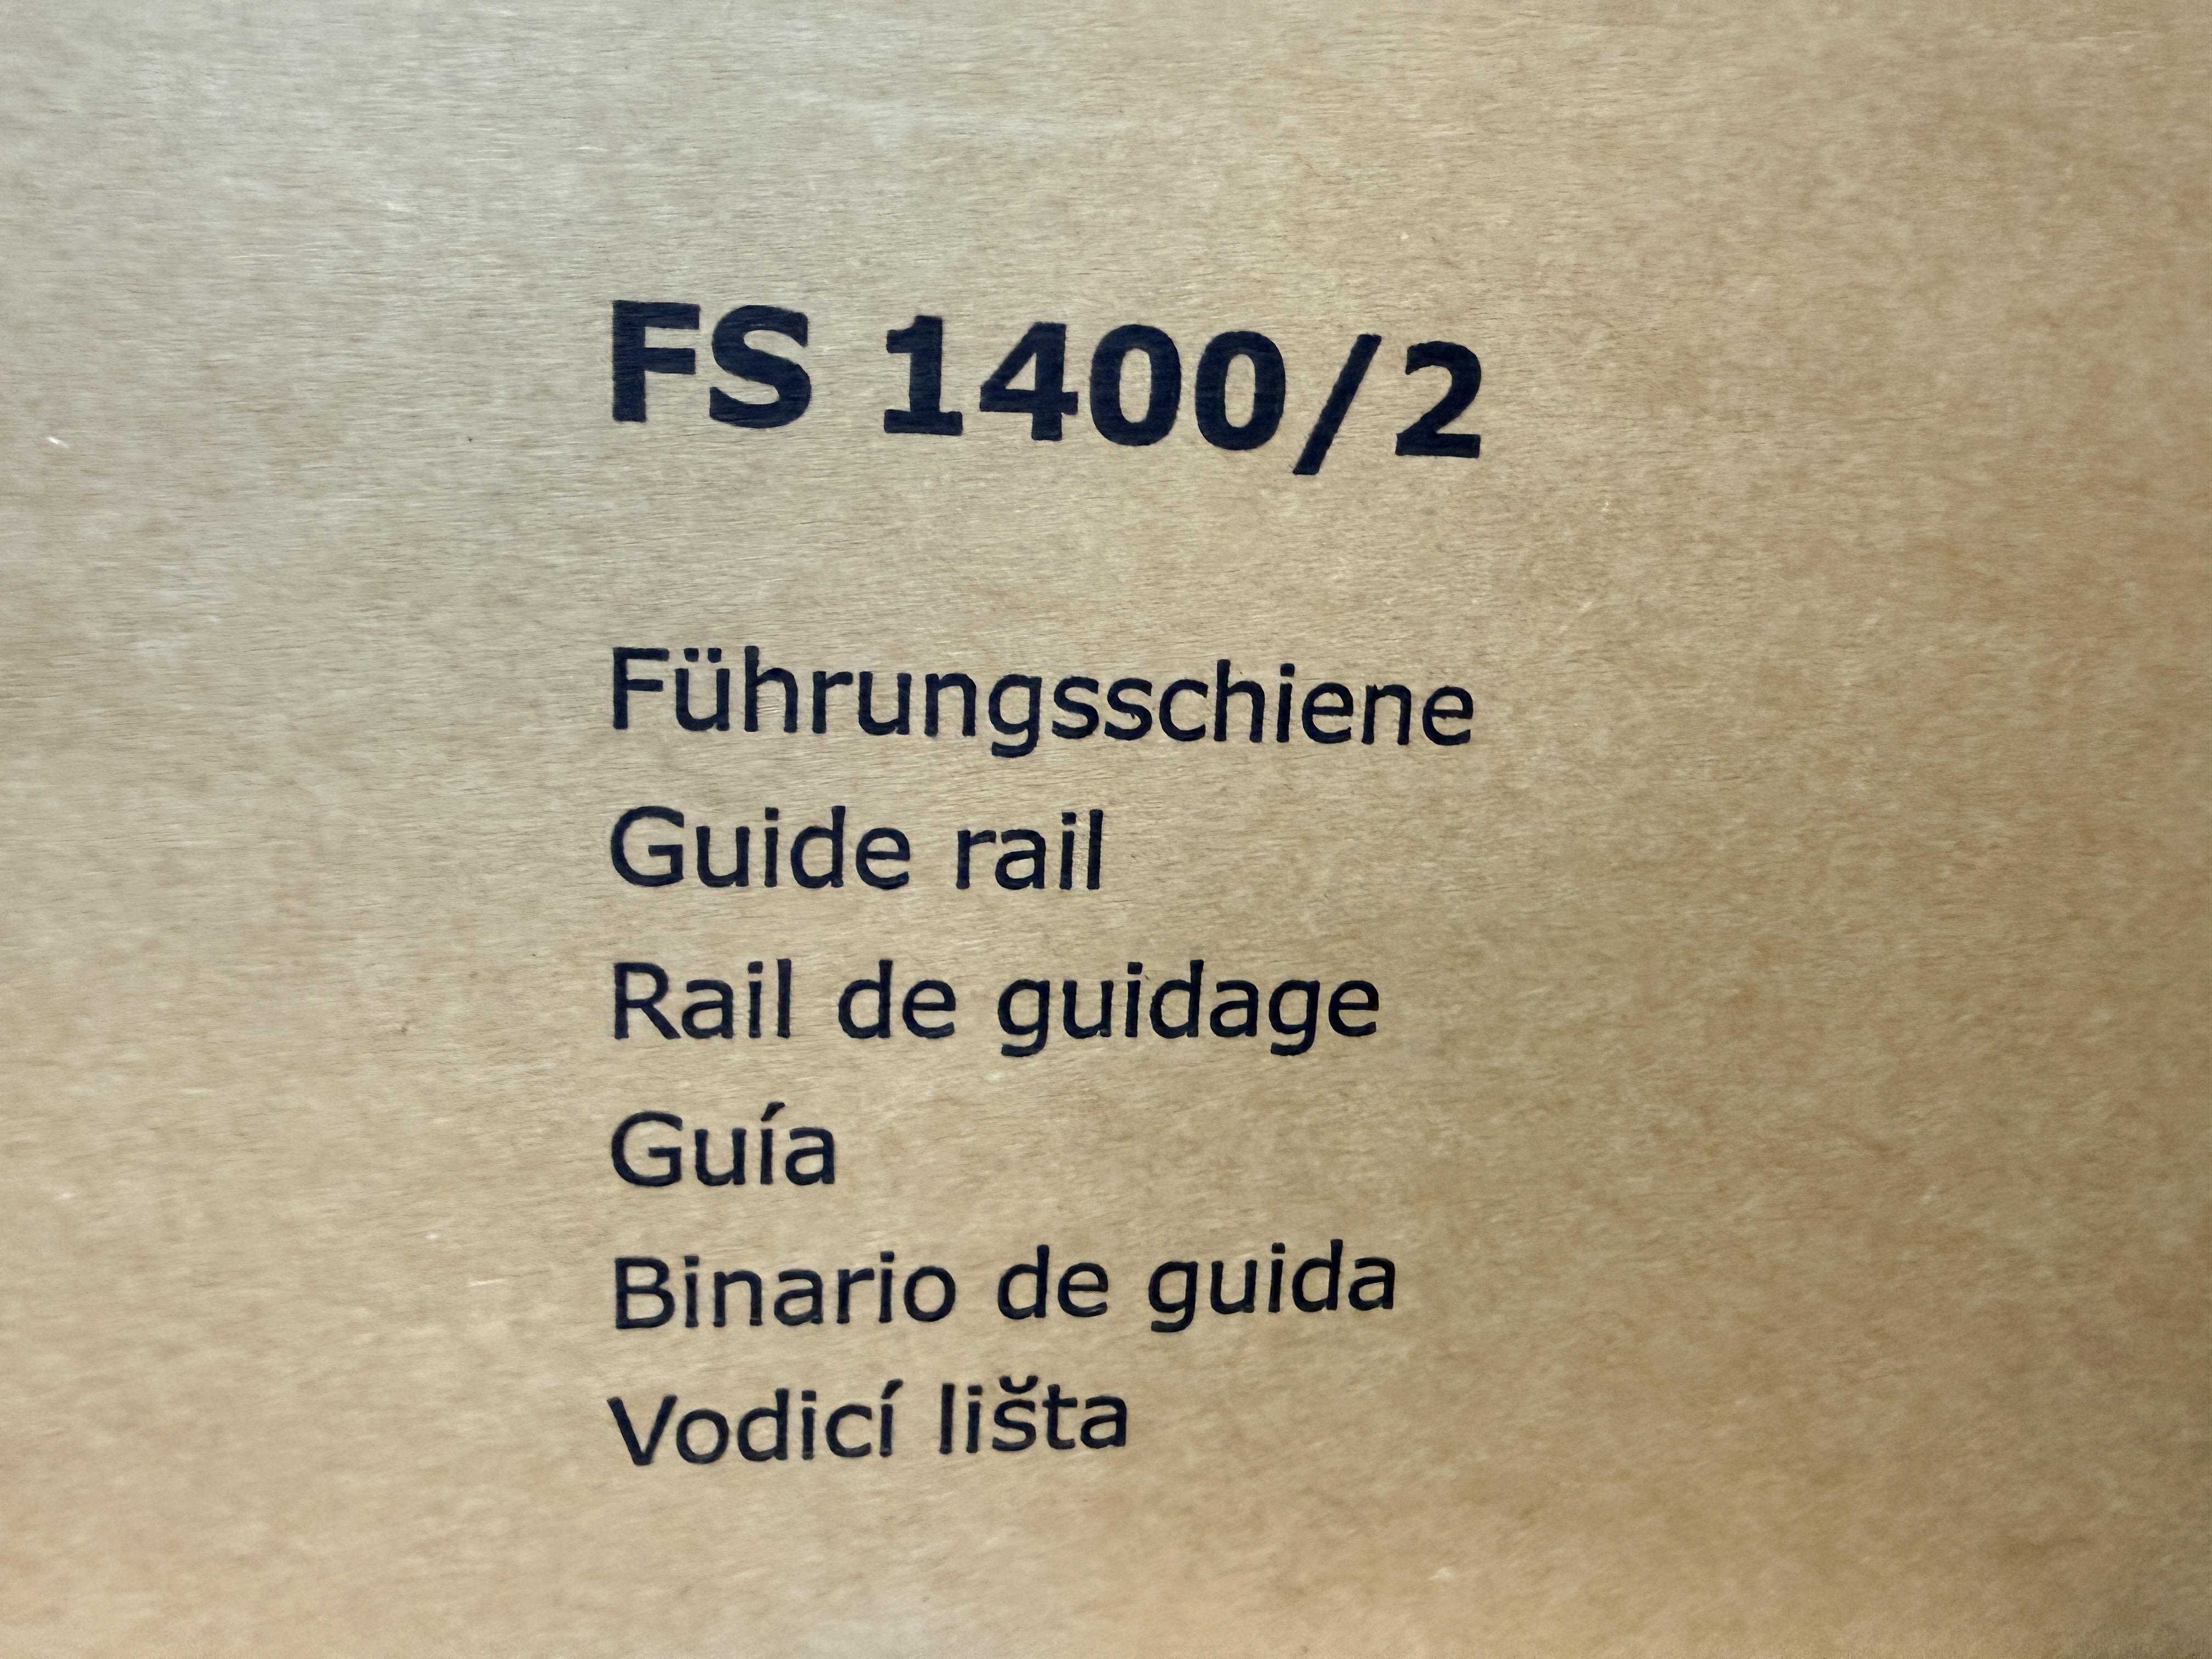 FS 1400/2
Führungsschiene
Guide rail
Rail de guidage
Guía
Binario de guida
Vodicí lišta